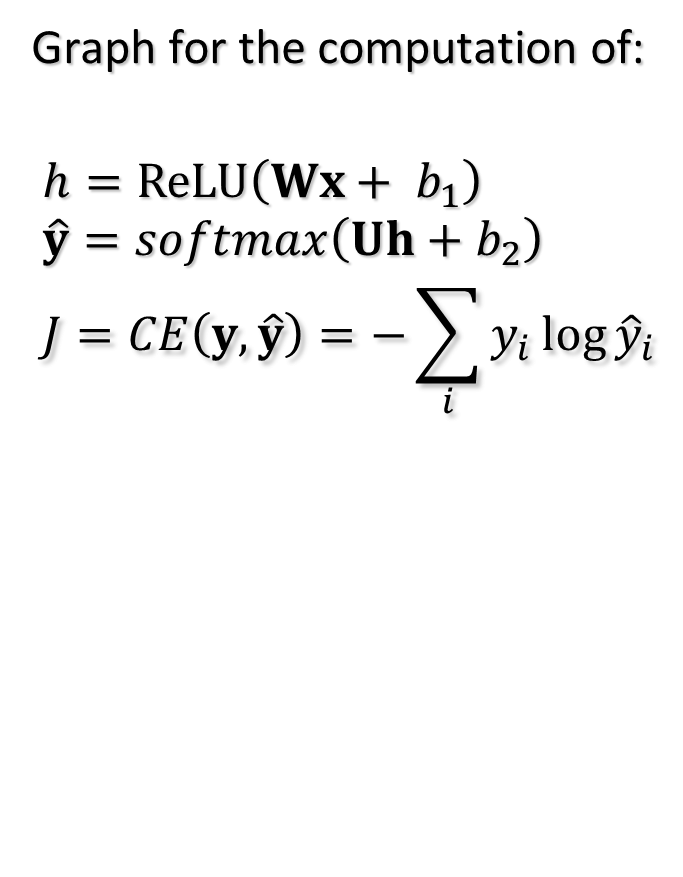 Graph for the computation of:
h = ReLU(Wx + b₁)
ŷ = softmax(Uh + b₂)
J = CE(y, ŷ) = − ∑ᵢ yᵢ log ŷᵢ